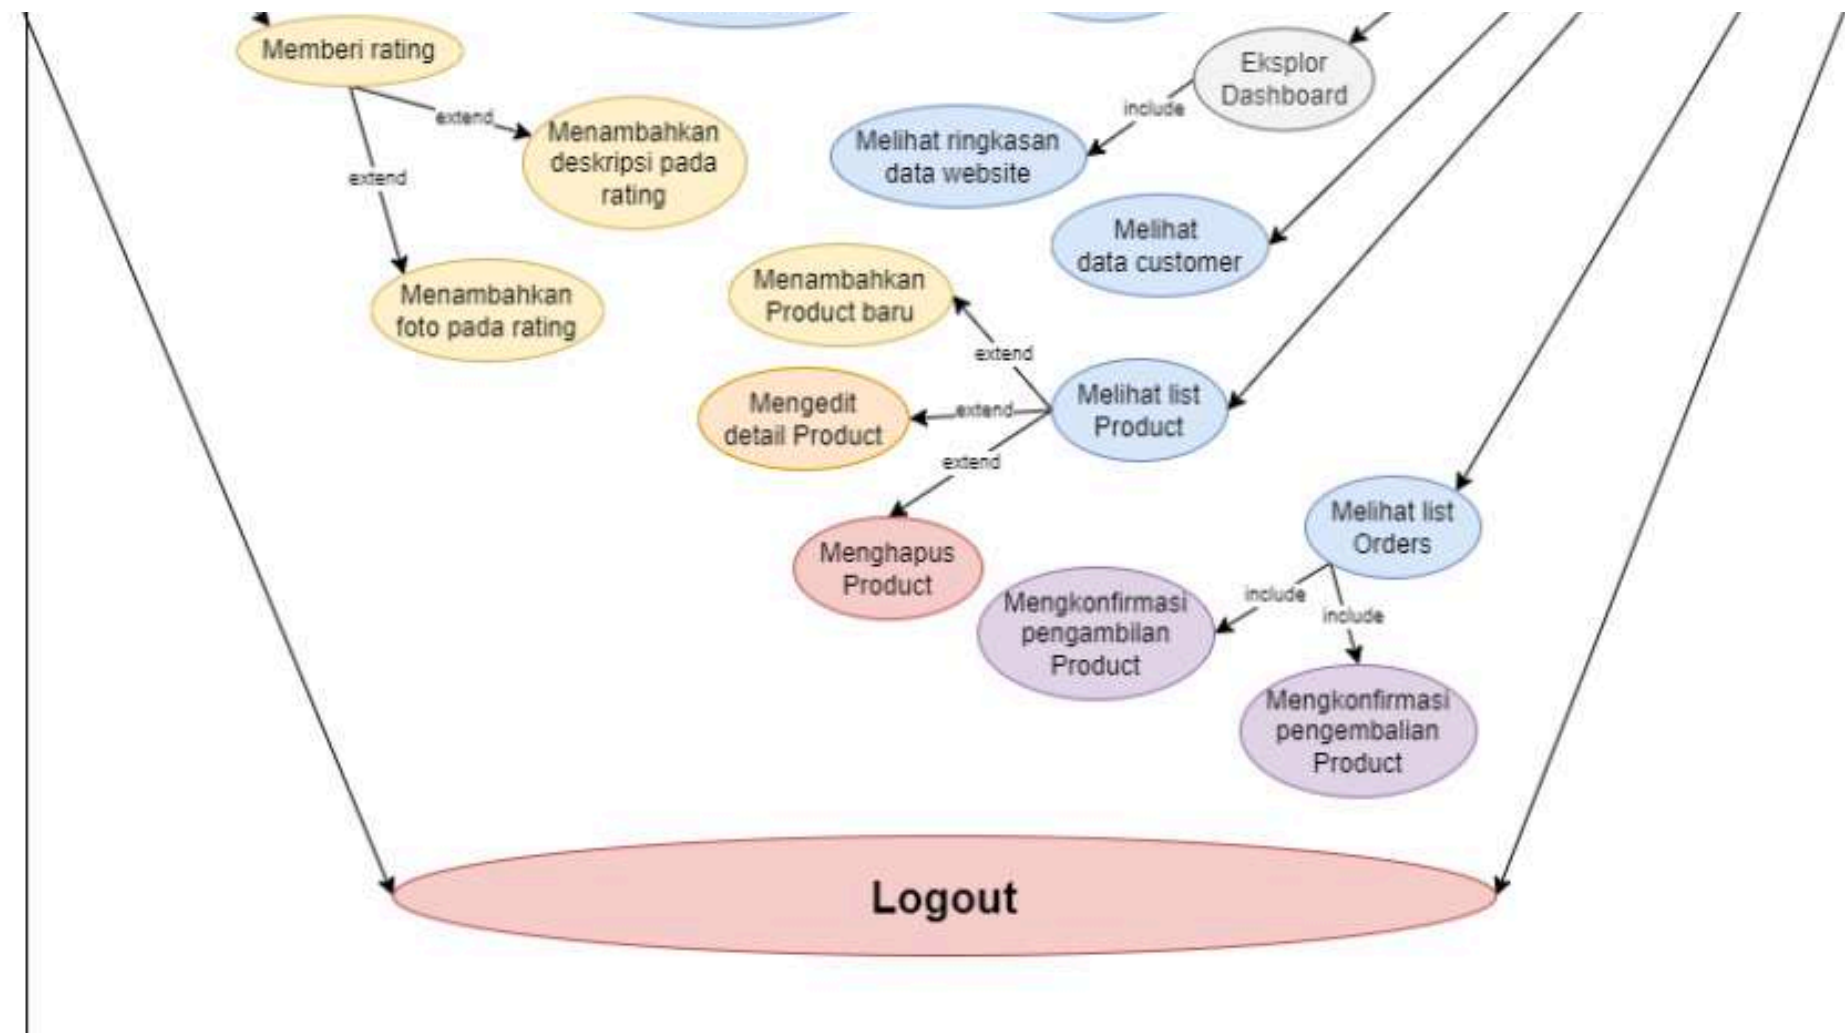 Memberi rating
extend
extend
Menambahkan
deskripsi pada
rating
Menambahkan
foto pada rating
Eksplor
Dashboard
include
Melihat ringkasan
data website
Melihat
data customer
Menambahkan
Product baru
extend
Mengedit
detail Product
extend
Melihat list
Product
extend
Menghapus
Product
Melihat list
Orders
include
include
Mengkonfirmasi
pengambilan
Product
Mengkonfirmasi
pengembalian
Product
Logout